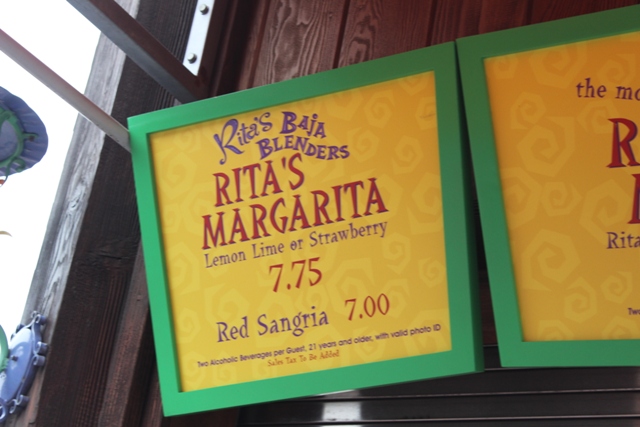 Rita's Baja
Blenders
RITA'S
MARGARITA
Lemon Lime or Strawberry
7.75
Red Sangria 7.00
Two Alcoholic Beverages per Guest, 21 years and older, with valid photo ID
Sales Tax To Be Added
the mo
R
Rita
Tw